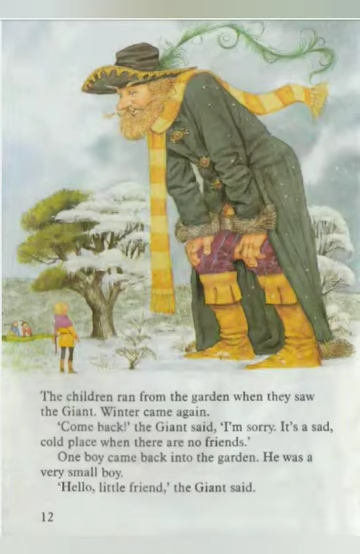 The children ran from the garden when they saw
the Giant. Winter came again.
'Come back!' the Giant said, 'I'm sorry. It's a sad,
cold place when there are no friends.'
One boy came back into the garden. He was a
very small boy.
'Hello, little friend,' the Giant said.
12